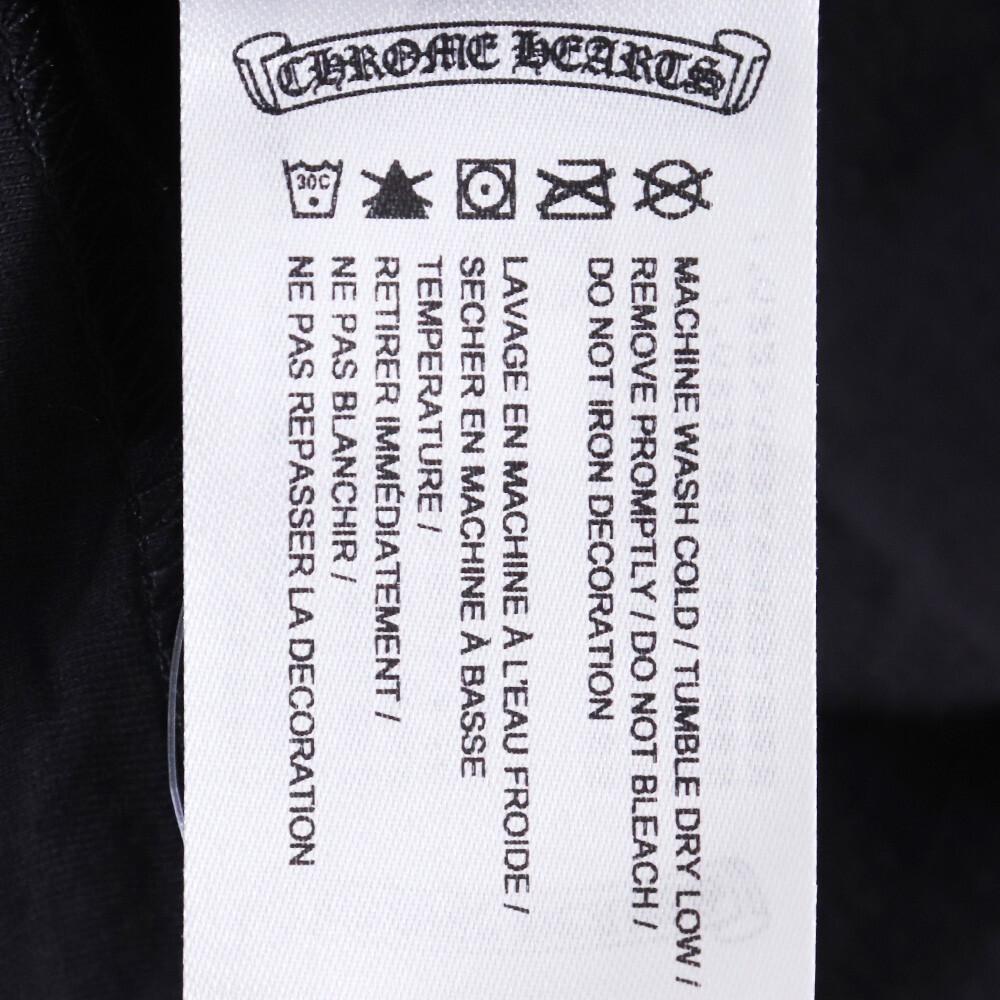 CHROME HEARTS
30C
MACHINE WASH COLD / TUMBLE DRY LOW /
REMOVE PROMPTLY / DO NOT BLEACH /
DO NOT IRON DECORATION
LAVAGE EN MACHINE À L'EAU FROIDE /
SECHER EN MACHINE À BASSE
TEMPERATURE /
RETIRER IMMÉDIATEMENT /
NE PAS BLANCHIR /
NE PAS REPASSER LA DECORATION